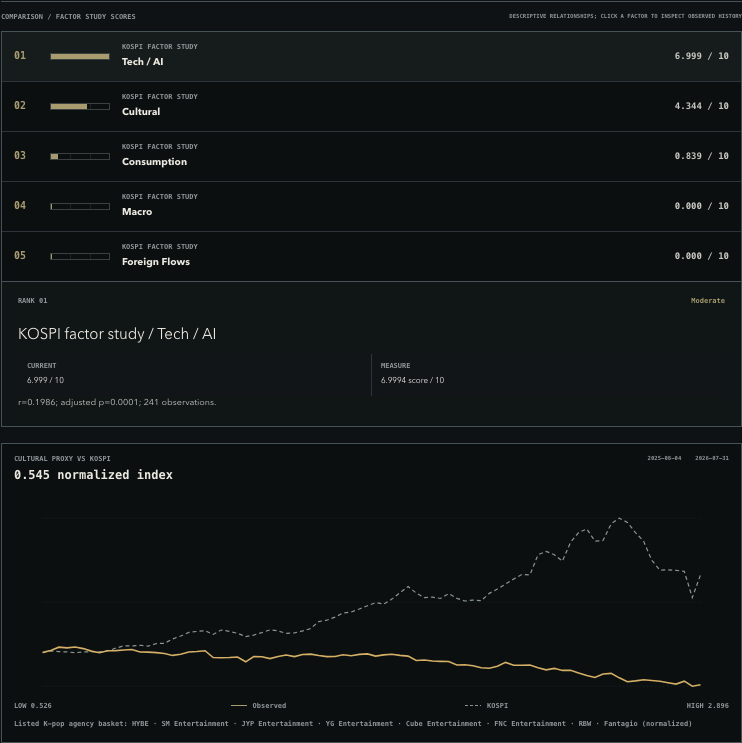 COMPARISON / FACTOR STUDY SCORES
DESCRIPTIVE RELATIONSHIPS; CLICK A FACTOR TO INSPECT OBSERVED HISTORY
01
KOSPI FACTOR STUDY
Tech / AI
6.999 / 10
02
KOSPI FACTOR STUDY
Cultural
4.344 / 10
03
KOSPI FACTOR STUDY
Consumption
0.839 / 10
04
KOSPI FACTOR STUDY
Macro
0.000 / 10
05
KOSPI FACTOR STUDY
Foreign Flows
0.000 / 10
RANK 01
Moderate
KOSPI factor study / Tech / AI
CURRENT
6.999 / 10
MEASURE
6.9994 score / 10
r=0.1986; adjusted p=0.0001; 241 observations.
CULTURAL PROXY VS KOSPI
2025-06-04 2026-07-31
0.545 normalized index
LOW 0.526
Observed
KOSPI
HIGH 2.896
Listed K-pop agency basket: HYBE · SM Entertainment · JYP Entertainment · YG Entertainment · Cube Entertainment · FNC Entertainment · RBW · Fantagio (normalized)